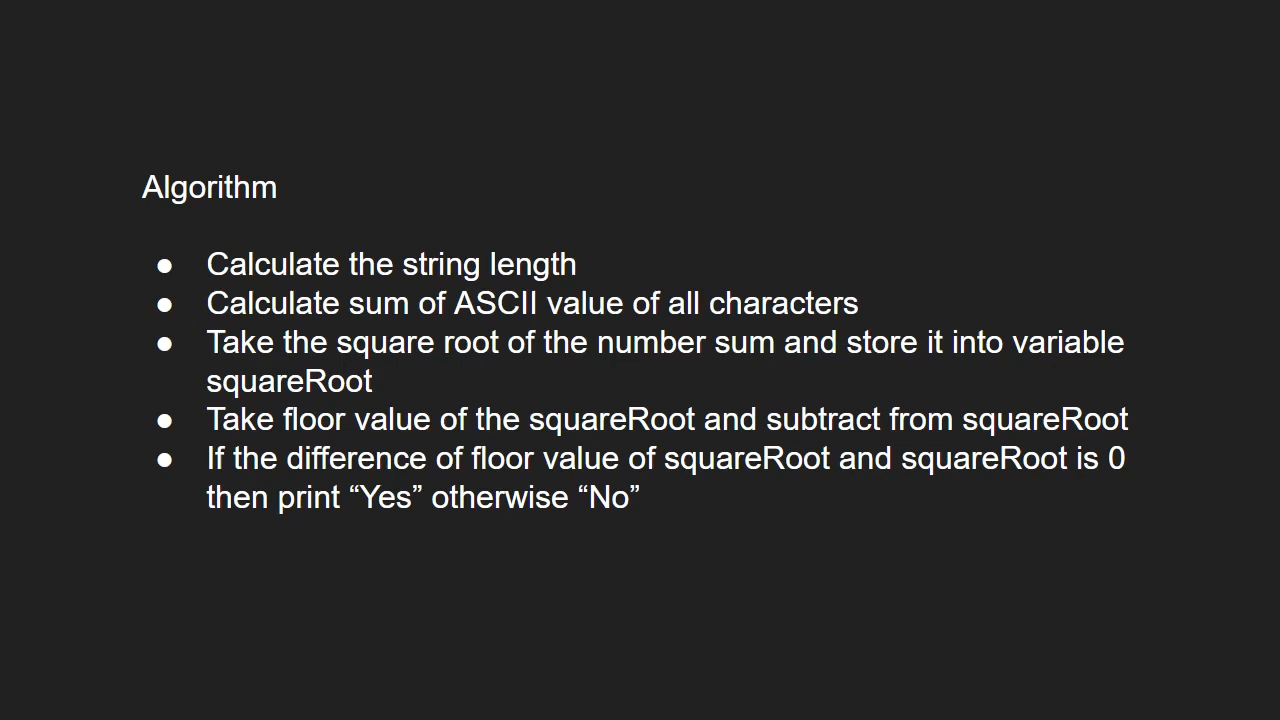 Algorithm
● Calculate the string length
● Calculate sum of ASCII value of all characters
● Take the square root of the number sum and store it into variable
squareRoot
● Take floor value of the squareRoot and subtract from squareRoot
● If the difference of floor value of squareRoot and squareRoot is 0
then print “Yes” otherwise “No”